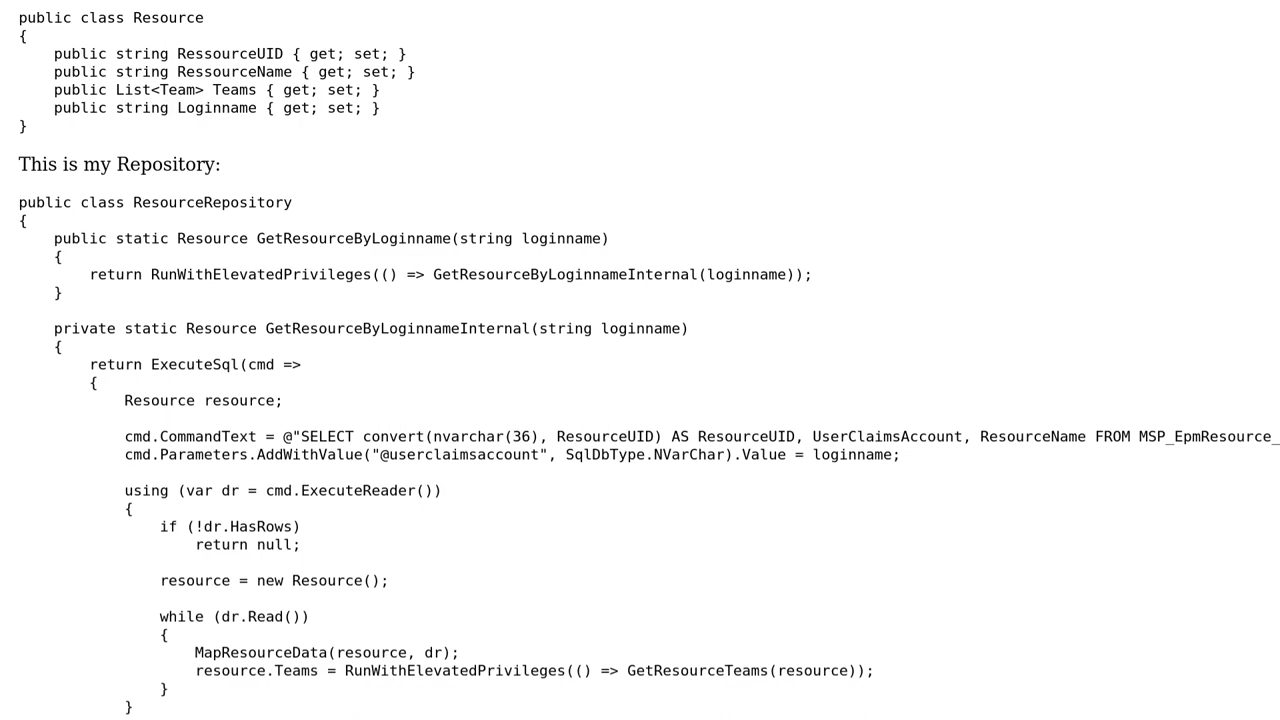 public class Resource
{
    public string RessourceUID { get; set; }
    public string RessourceName { get; set; }
    public List<Team> Teams { get; set; }
    public string Loginname { get; set; }
}
This is my Repository:
public class ResourceRepository
{
    public static Resource GetResourceByLoginname(string loginname)
    {
        return RunWithElevatedPrivileges(() => GetResourceByLoginnameInternal(loginname));
    }
    private static Resource GetResourceByLoginnameInternal(string loginname)
    {
        return ExecuteSql(cmd =>
        {
            Resource resource;
            cmd.CommandText = @"SELECT convert(nvarchar(36), ResourceUID) AS ResourceUID, UserClaimsAccount, ResourceName FROM MSP_EpmResource_
            cmd.Parameters.AddWithValue("@userclaimsaccount", SqlDbType.NVarChar).Value = loginname;
            using (var dr = cmd.ExecuteReader())
            {
                if (!dr.HasRows)
                    return null;
                resource = new Resource();
                while (dr.Read())
                {
                    MapResourceData(resource, dr);
                    resource.Teams = RunWithElevatedPrivileges(() => GetResourceTeams(resource));
                }
            }